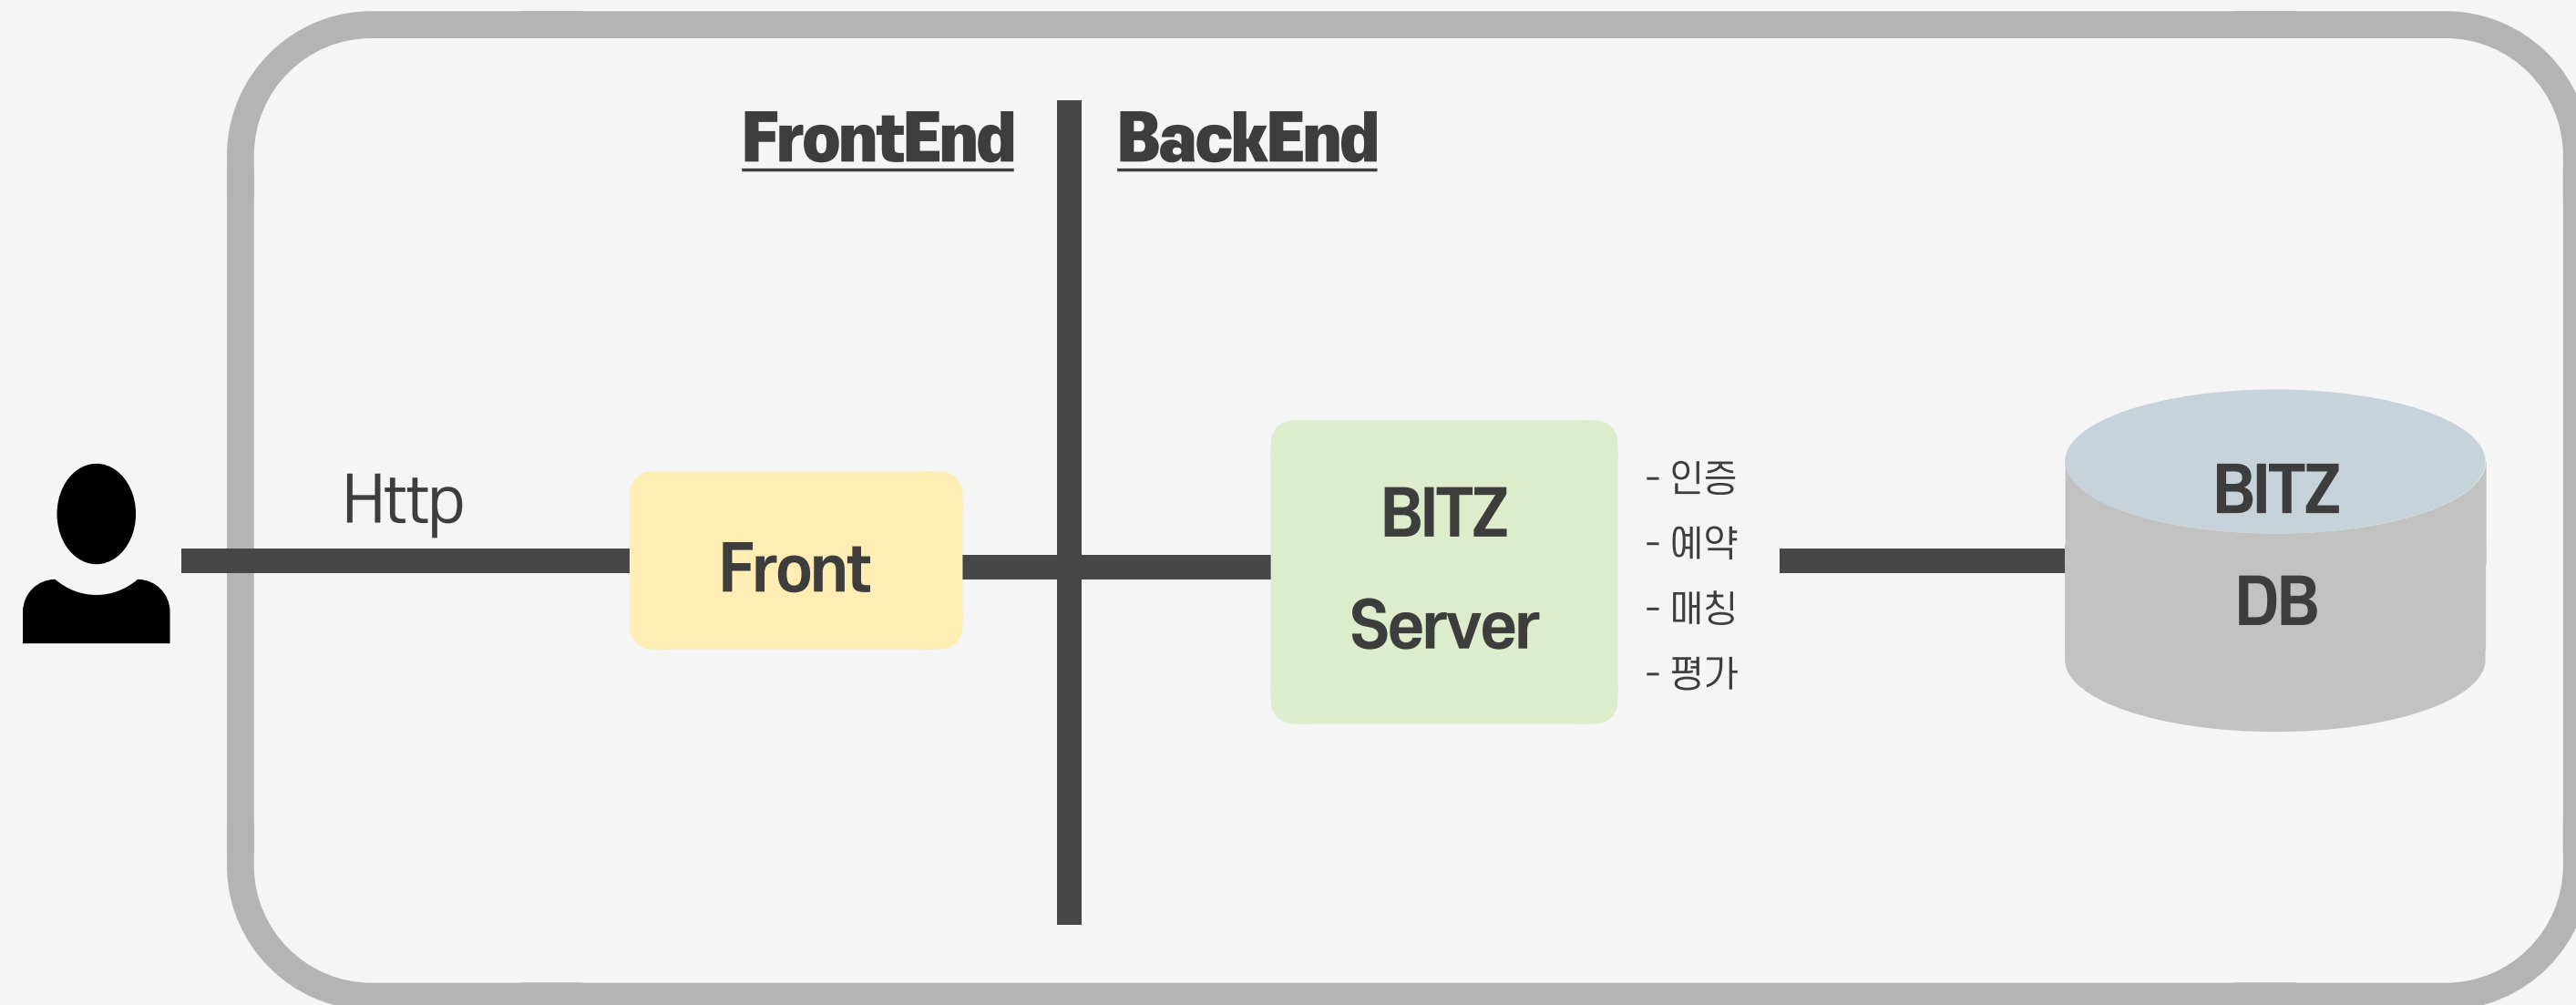 FrontEnd
BackEnd
Http
Front
BITZ
Server
- 인증
- 예약
- 매칭
- 평가
BITZ
DB